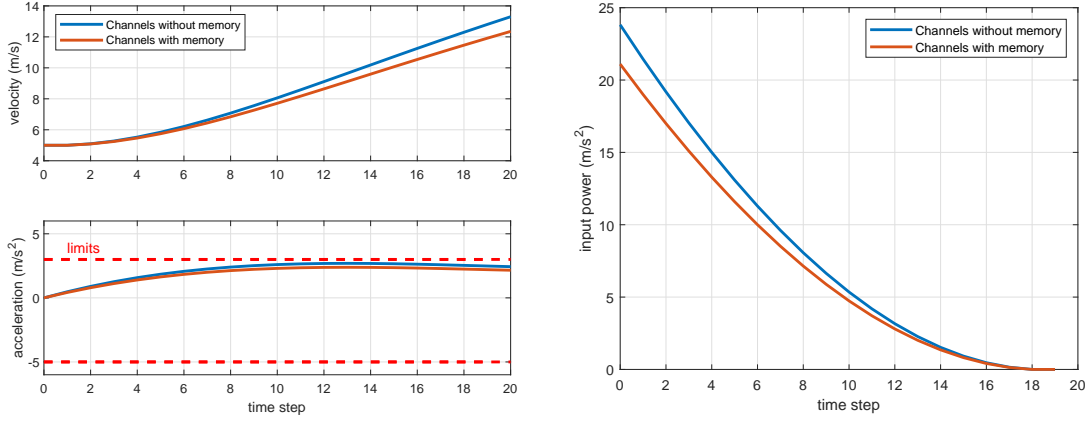 Channels without memory
Channels with memory
velocity (m/s)
12
10
8
6
4
0 2 4 6 8 10 12 14 16 18 20
limits
acceleration (m/s²)
5
0
-5
0 2 4 6 8 10 12 14 16 18 20
time step
Channels without memory
Channels with memory
input power (m/s²)
25
20
15
10
5
0
0 2 4 6 8 10 12 14 16 18 20
time step